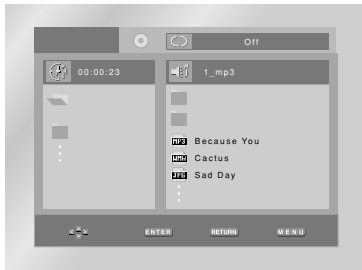 Off
00:00:23
1_mp3
MP3 Because You
WMA Cactus
JPG Sad Day
ENTER RETURN MENU